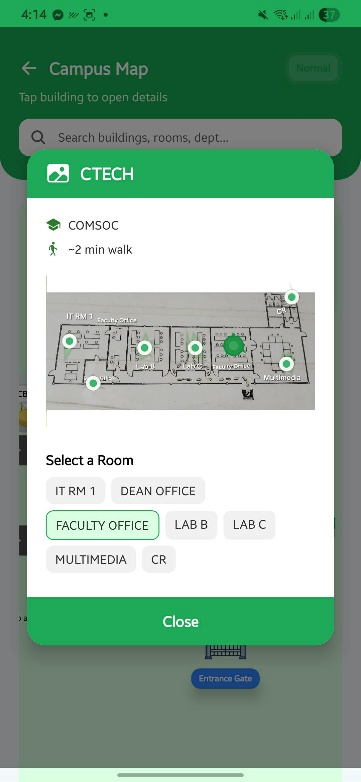 4:14
37
Campus Map
Normal
Tap building to open details
Search buildings, rooms, dept...
CTECH
COMSOC
~2 min walk
IT RM 1
Faculty Office
CR
Lab B
Faculty Office
Multimedia
Select a Room
IT RM 1
DEAN OFFICE
FACULTY OFFICE
LAB B
LAB C
MULTIMEDIA
CR
Close
Entrance Gate